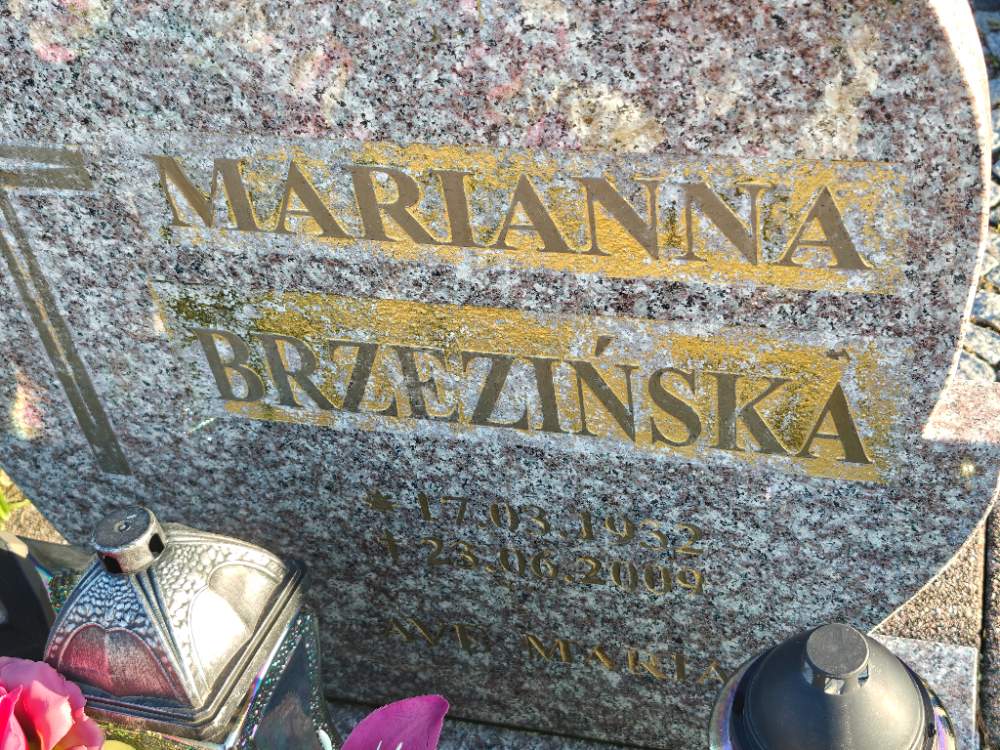 MARIANNA
BRZEZIŃSKA
* 17.03.1932
† 23.06.2009
AVE MARIA